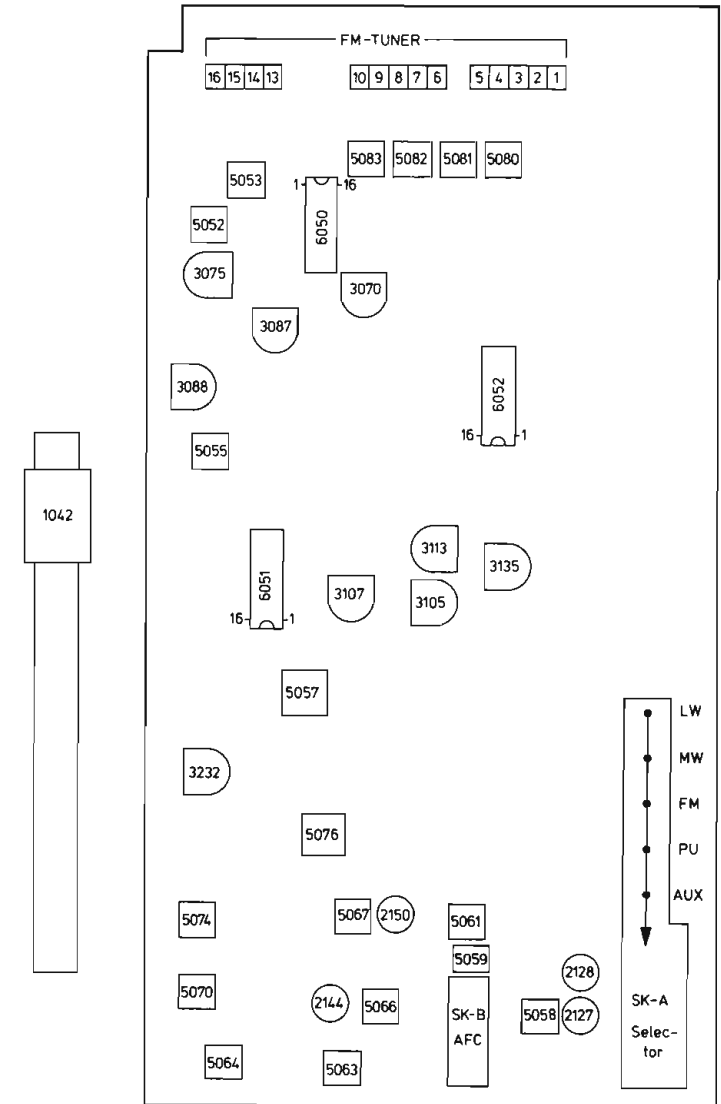 FM-TUNER
16 15 14 13
10 9 8 7 6
5 4 3 2 1
5083 5082 5081 5080
5053
1 16
6050
5052
3075
3070
3087
3088
6052
16 1
5055
1042
3113
3135
6051
3107
3105
16 1
5057
LW
MW
3232
FM
5076
PU
AUX
5074
5067 2150
5061
5059
2128
5070
2144
5066
SK-B
AFC
5058 2127
SK-A
Selec-
tor
5064
5063